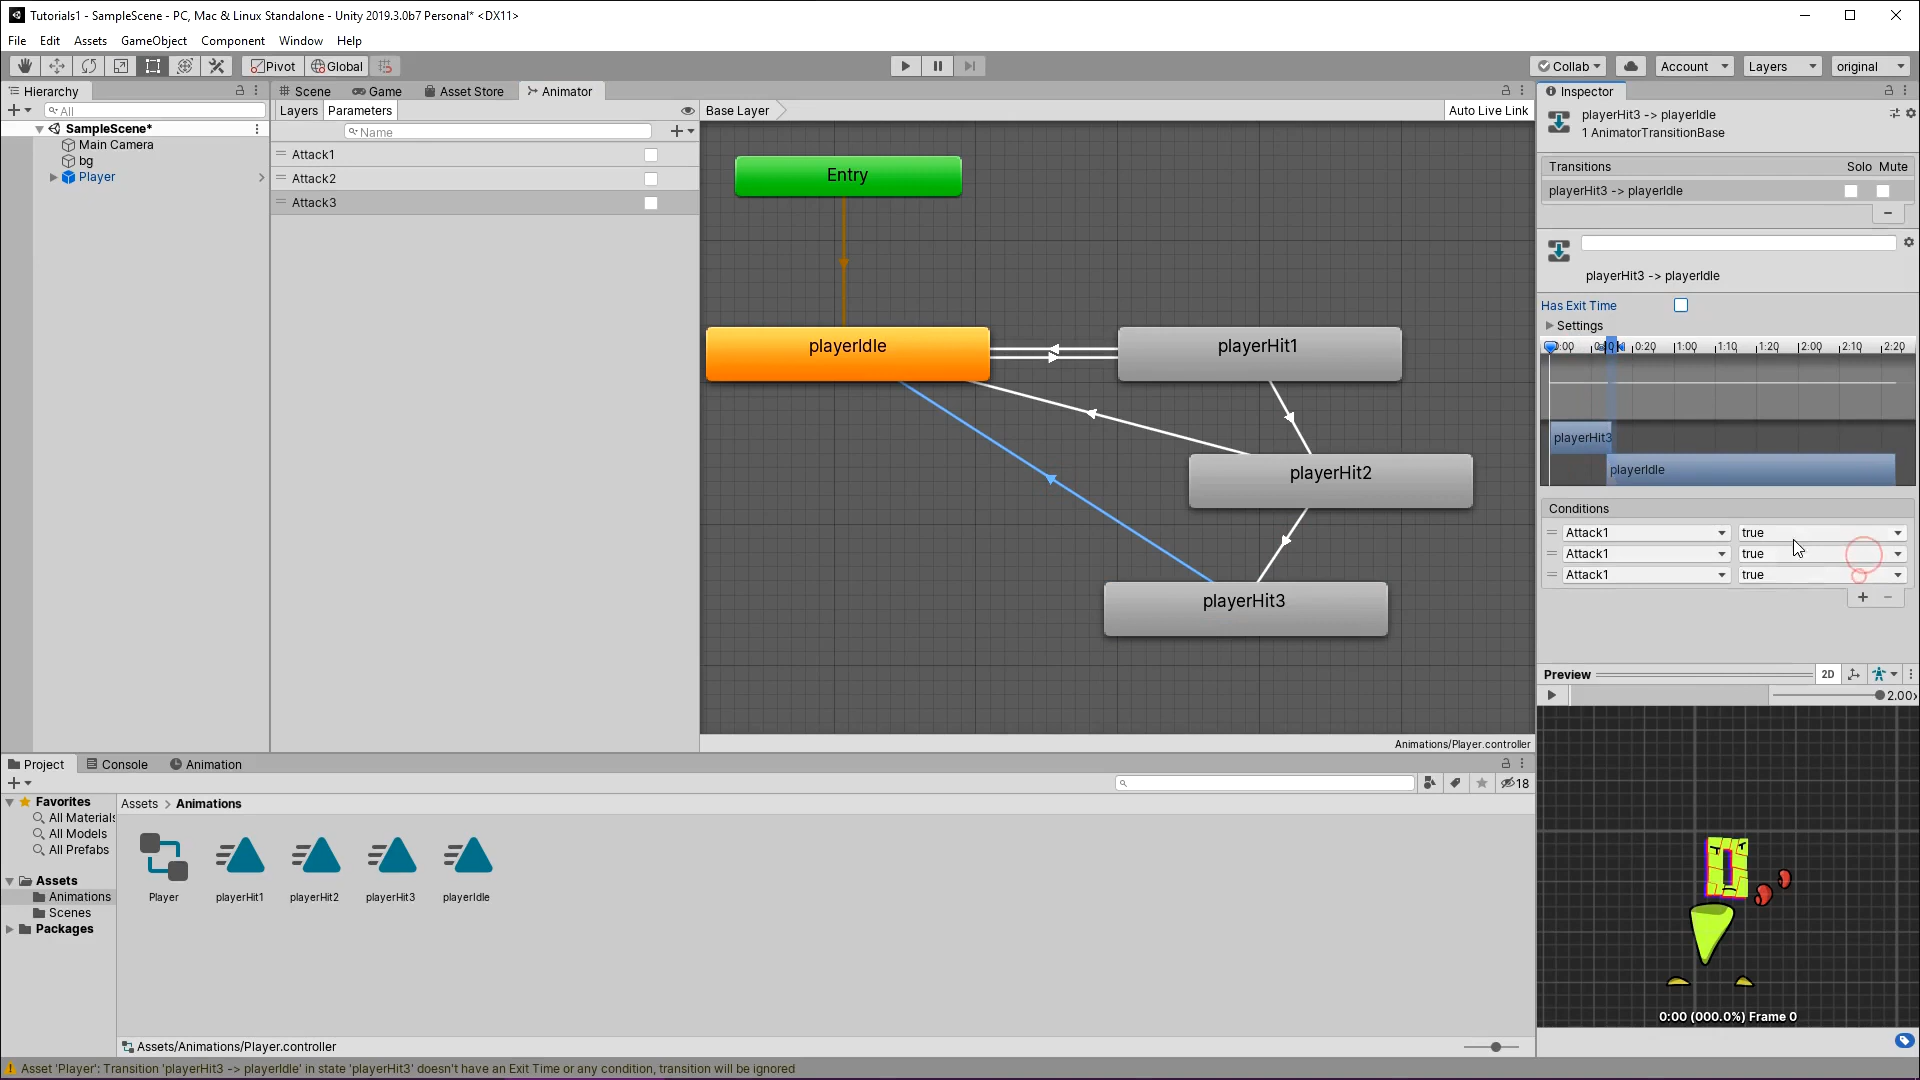 Tutorials1 - SampleScene - PC, Mac & Linux Standalone - Unity 2019.3.0b7 Personal* <DX11>
File Edit Assets GameObject Component Window Help
Pivot Global Collab Account Layers original
Hierarchy
All
SampleScene*
Main Camera
bg
Player
Scene Game Asset Store Animator
Layers Parameters
Name
Attack1
Attack2
Attack3
Base Layer
Auto Live Link
Entry
playerIdle
playerHit1
playerHit2
playerHit3
Animations/Player.controller
Inspector
playerHit3 -> playerIdle
1 AnimatorTransitionBase
Transitions Solo Mute
playerHit3 -> playerIdle
playerHit3 -> playerIdle
Has Exit Time
Settings
0:20 1:00 1:10 1:20 2:00 2:10 2:20
playerHit3
playerIdle
Conditions
Attack1 true
Attack1 true
Attack1 true
+ -
Preview 2D
2.00x
0:00 (000.0%) Frame 0
Project Console Animation
18
Favorites
All Materials
All Models
All Prefabs
Assets
Animations
Scenes
Packages
Assets > Animations
Player playerHit1 playerHit2 playerHit3 playerIdle
Assets/Animations/Player.controller
Asset 'Player': Transition 'playerHit3 -> playerIdle' in state 'playerHit3' doesn't have an Exit Time or any condition, transition will be ignored